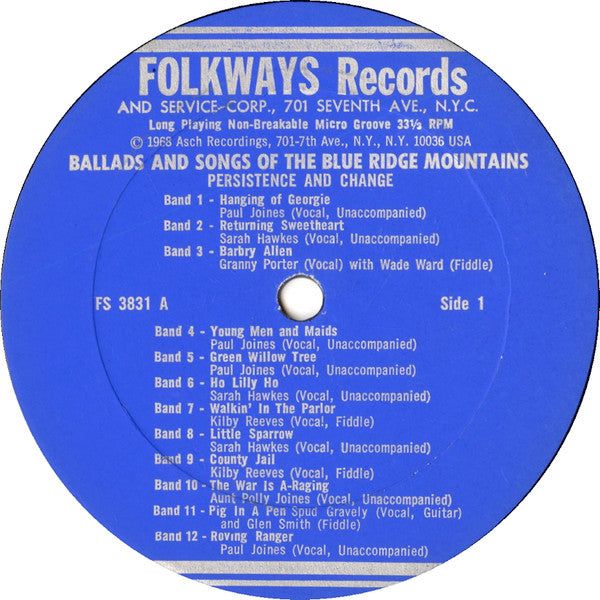 FOLKWAYS Records
AND SERVICE CORP., 701 SEVENTH AVE., N.Y.C.
Long Playing Non-Breakable Micro Groove 33⅓ RPM
© 1968 Asch Recordings, 701-7th Ave., N.Y., N.Y. 10036 USA
BALLADS AND SONGS OF THE BLUE RIDGE MOUNTAINS
PERSISTENCE AND CHANGE
Band 1 - Hanging of Georgie
Paul Joines (Vocal, Unaccompanied)
Band 2 - Returning Sweetheart
Sarah Hawkes (Vocal, Unaccompanied)
Band 3 - Barbry Allen
Granny Porter (Vocal) with Wade Ward (Fiddle)
FS 3831 A Side 1
Band 4 - Young Men and Maids
Paul Joines (Vocal, Unaccompanied)
Band 5 - Green Willow Tree
Paul Joines (Vocal, Unaccompanied)
Band 6 - Ho Lilly Ho
Sarah Hawkes (Vocal, Unaccompanied)
Band 7 - Walkin' In The Parlor
Kilby Reeves (Vocal, Fiddle)
Band 8 - Little Sparrow
Sarah Hawkes (Vocal, Unaccompanied)
Band 9 - County Jail
Kilby Reeves (Vocal, Fiddle)
Band 10 - The War Is A-Raging
Aunt Polly Joines (Vocal, Unaccompanied)
Band 11 - Pig In A Pen Spud Gravely (Vocal, Guitar)
and Glen Smith (Fiddle)
Band 12 - Roving Ranger
Paul Joines (Vocal, Unaccompanied)